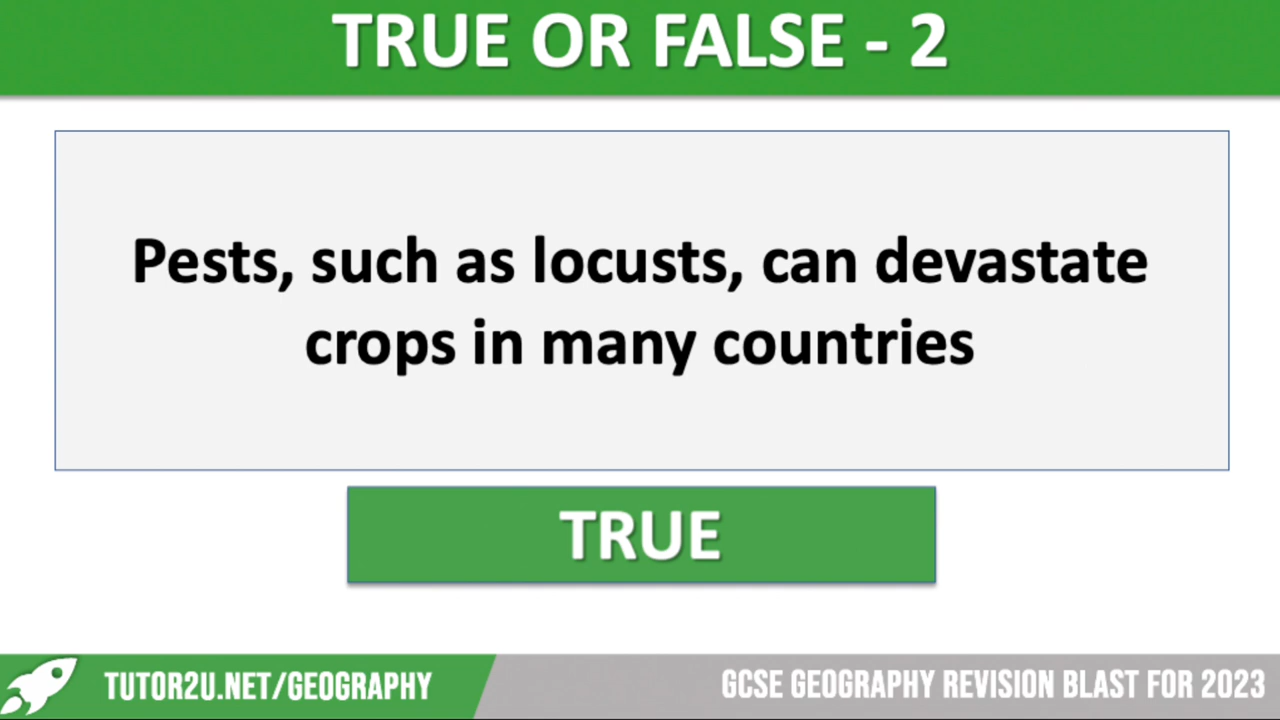 TRUE OR FALSE - 2
Pests, such as locusts, can devastate
crops in many countries
TRUE
TUTOR2U.NET/GEOGRAPHY
GCSE GEOGRAPHY REVISION BLAST FOR 2023